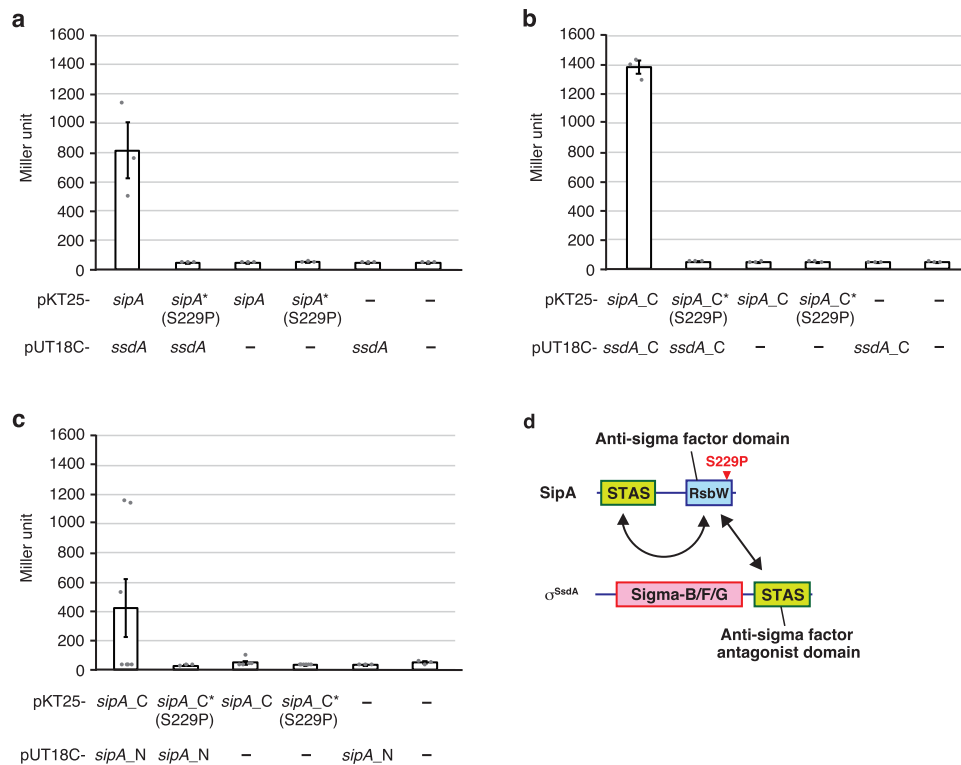 a
1600
1400
1200
1000
800
600
400
200
0
Miller unit
pKT25- sipA sipA* sipA sipA* – –
(S229P) (S229P)
pUT18C- ssdA ssdA – – ssdA –
b
1600
1400
1200
1000
800
600
400
200
0
Miller unit
pKT25- sipA_C sipA_C* sipA_C sipA_C* – –
(S229P) (S229P)
pUT18C- ssdA_C ssdA_C – – ssdA_C –
c
1600
1400
1200
1000
800
600
400
200
0
Miller unit
pKT25- sipA_C sipA_C* sipA_C sipA_C* – –
(S229P) (S229P)
pUT18C- sipA_N sipA_N – – sipA_N –
d
Anti-sigma factor domain
S229P
SipA STAS RsbW
σSsdA Sigma-B/F/G STAS
Anti-sigma factor
antagonist domain